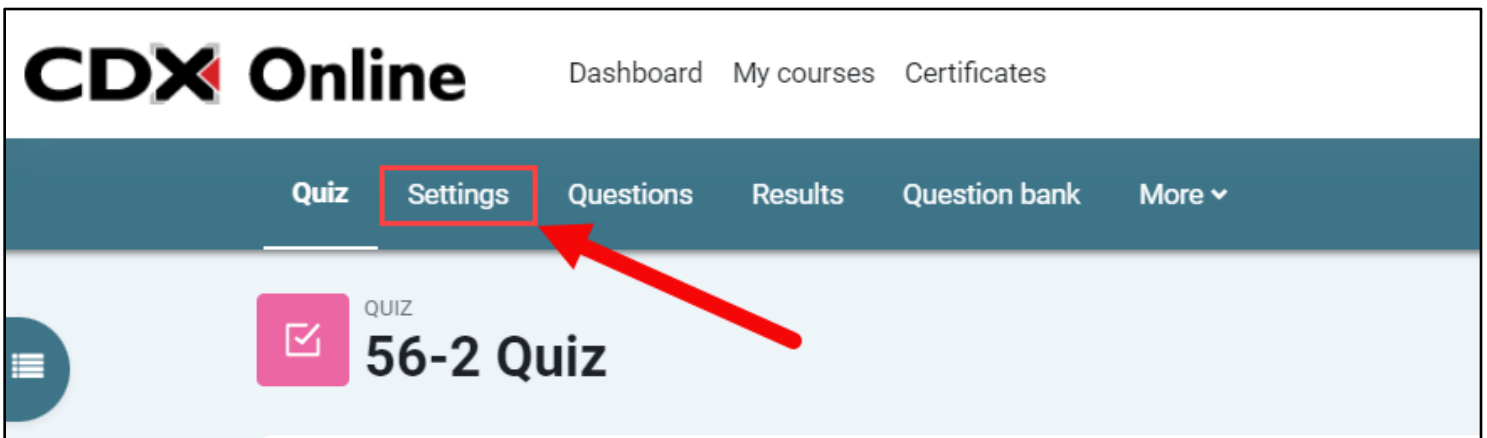 CDX Online Dashboard My courses Certificates
Quiz Settings Questions Results Question bank More
QUIZ
56-2 Quiz